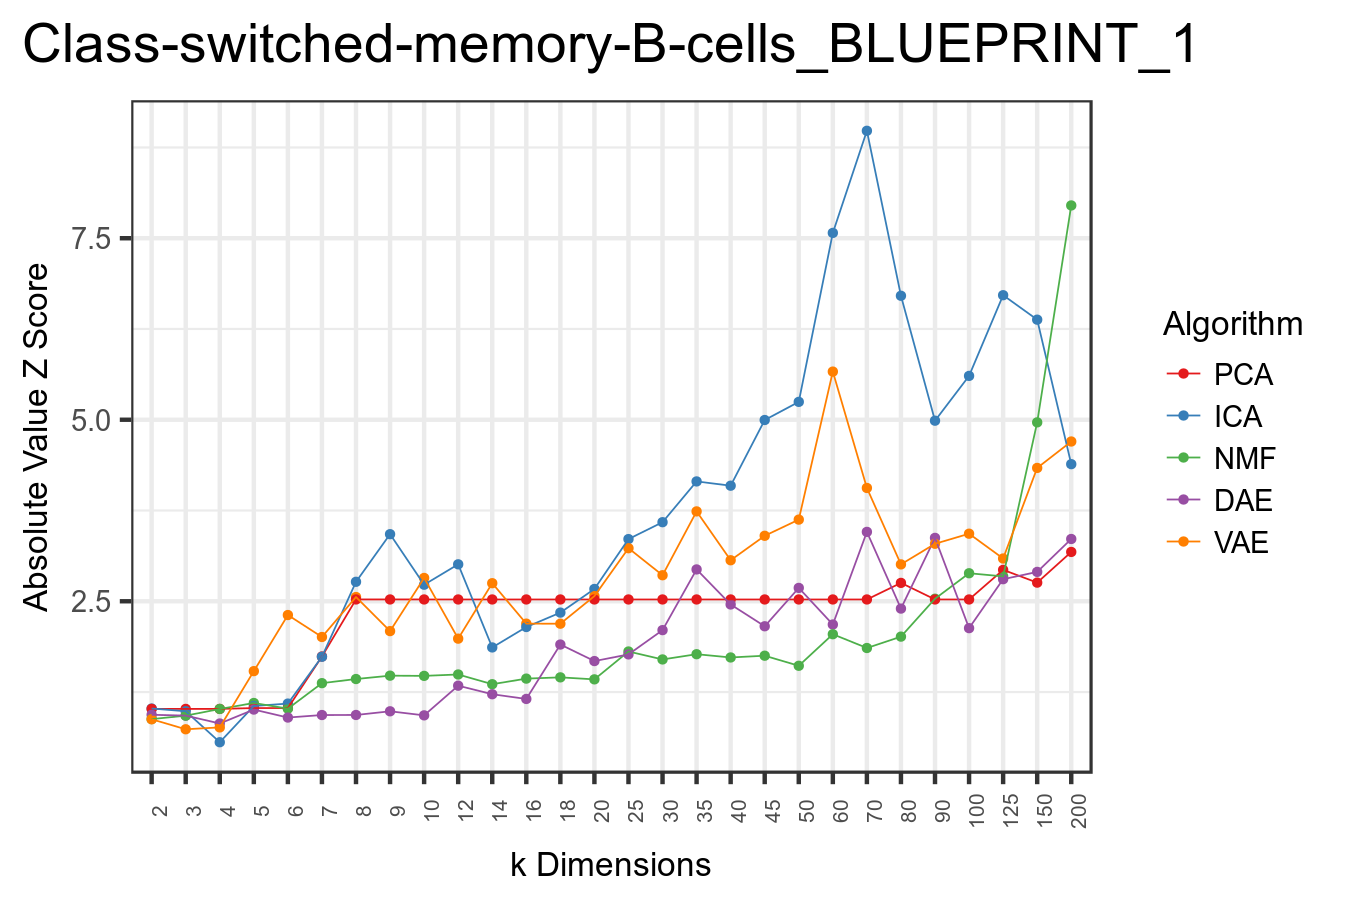 Class-switched-memory-B-cells_BLUEPRINT_1
Absolute Value Z Score
7.5
5.0
2.5
2 3 4 5 6 7 8 9 10 12 14 16 18 20 25 30 35 40 45 50 60 70 80 90 100 125 150 200
k Dimensions
Algorithm
PCA
ICA
NMF
DAE
VAE